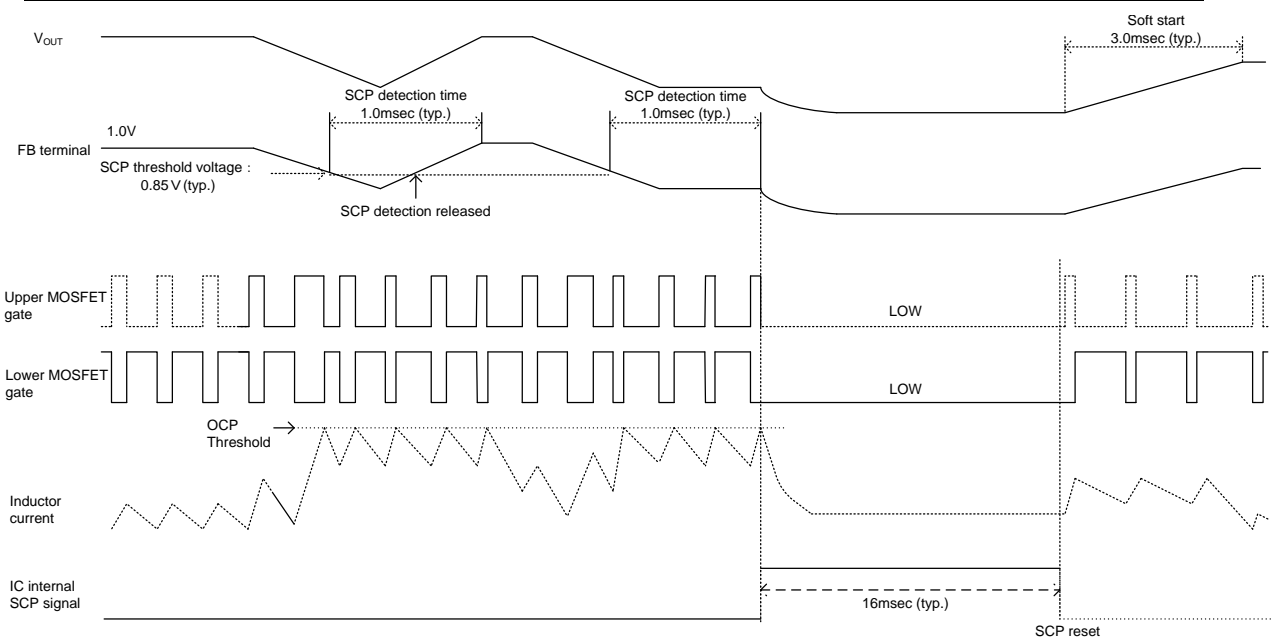 Soft start
3.0msec (typ.)
VOUT
SCP detection time
1.0msec (typ.)
SCP detection time
1.0msec (typ.)
1.0V
FB terminal
SCP threshold voltage :
0.85V (typ.)
SCP detection released
Upper MOSFET
gate
LOW
Lower MOSFET
gate
LOW
OCP
Threshold
Inductor
current
IC internal
SCP signal
16msec (typ.)
SCP reset